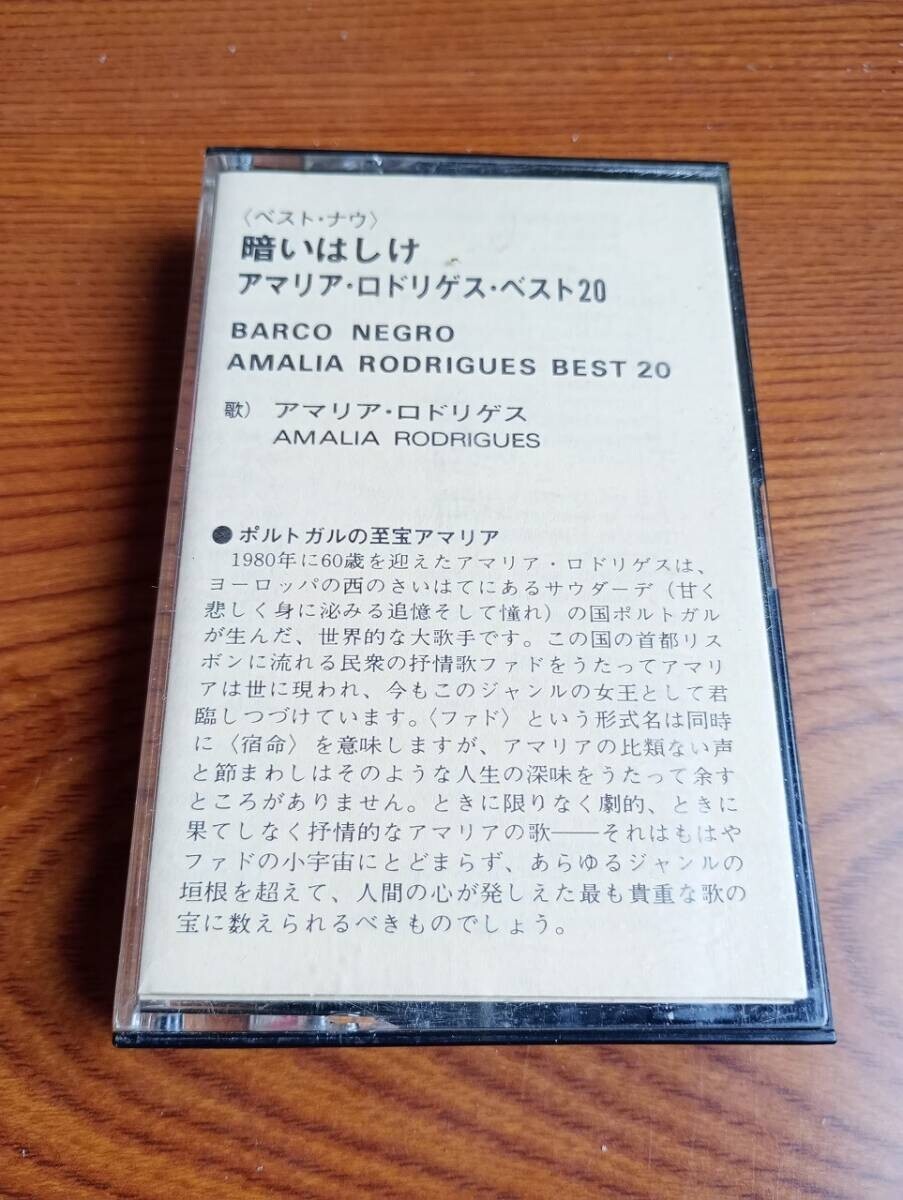 〈ベスト・ナウ〉
暗いはしけ
アマリア・ロドリゲス・ベスト20
BARCO NEGRO
AMALIA RODRIGUES BEST 20
歌） アマリア・ロドリゲス
AMALIA RODRIGUES
●ポルトガルの至宝アマリア
1980年に60歳を迎えたアマリア・ロドリゲスは、
ヨーロッパの西のさいはてにあるサウダーデ（甘く
悲しく身に泌みる追憶そして憧れ）の国ポルトガル
が生んだ、世界的な大歌手です。この国の首都リス
ボンに流れる民衆の抒情歌ファドをうたってアマリ
アは世に現われ、今もこのジャンルの女王として君
臨しつづけています。〈ファド〉という形式名は同時
に〈宿命〉を意味しますが、アマリアの比類ない声
と節まわしはそのような人生の深味をうたって余す
ところがありません。ときに限りなく劇的、ときに
果てしなく抒情的なアマリアの歌──それはもはや
ファドの小宇宙にとどまらず、あらゆるジャンルの
垣根を超えて、人間の心が発しえた最も貴重な歌の
宝に数えられるべきものでしょう。